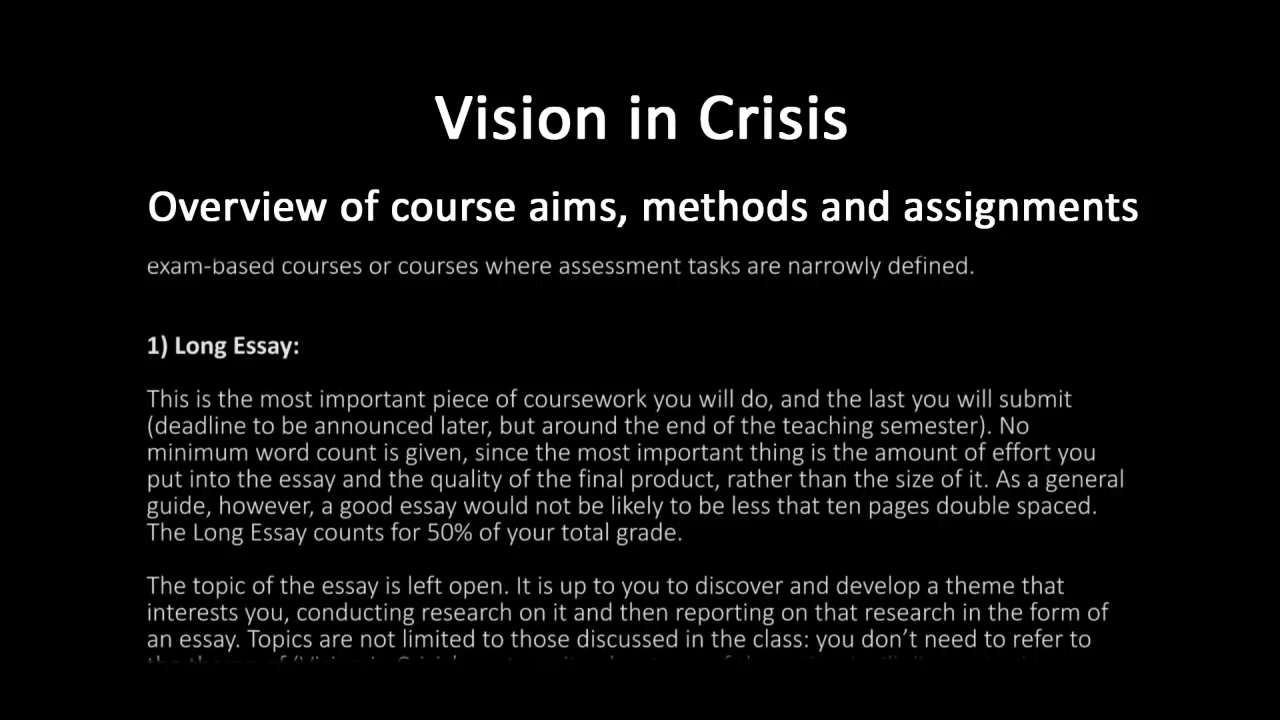 Vision in Crisis
Overview of course aims, methods and assignments
exam-based courses or courses where assessment tasks are narrowly defined.
1) Long Essay:
This is the most important piece of coursework you will do, and the last you will submit
(deadline to be announced later, but around the end of the teaching semester). No
minimum word count is given, since the most important thing is the amount of effort you
put into the essay and the quality of the final product, rather than the size of it. As a general
guide, however, a good essay would not be likely to be less that ten pages double spaced.
The Long Essay counts for 50% of your total grade.
The topic of the essay is left open. It is up to you to discover and develop a theme that
interests you, conducting research on it and then reporting on that research in the form of
an essay. Topics are not limited to those discussed in the class: you don’t need to refer to